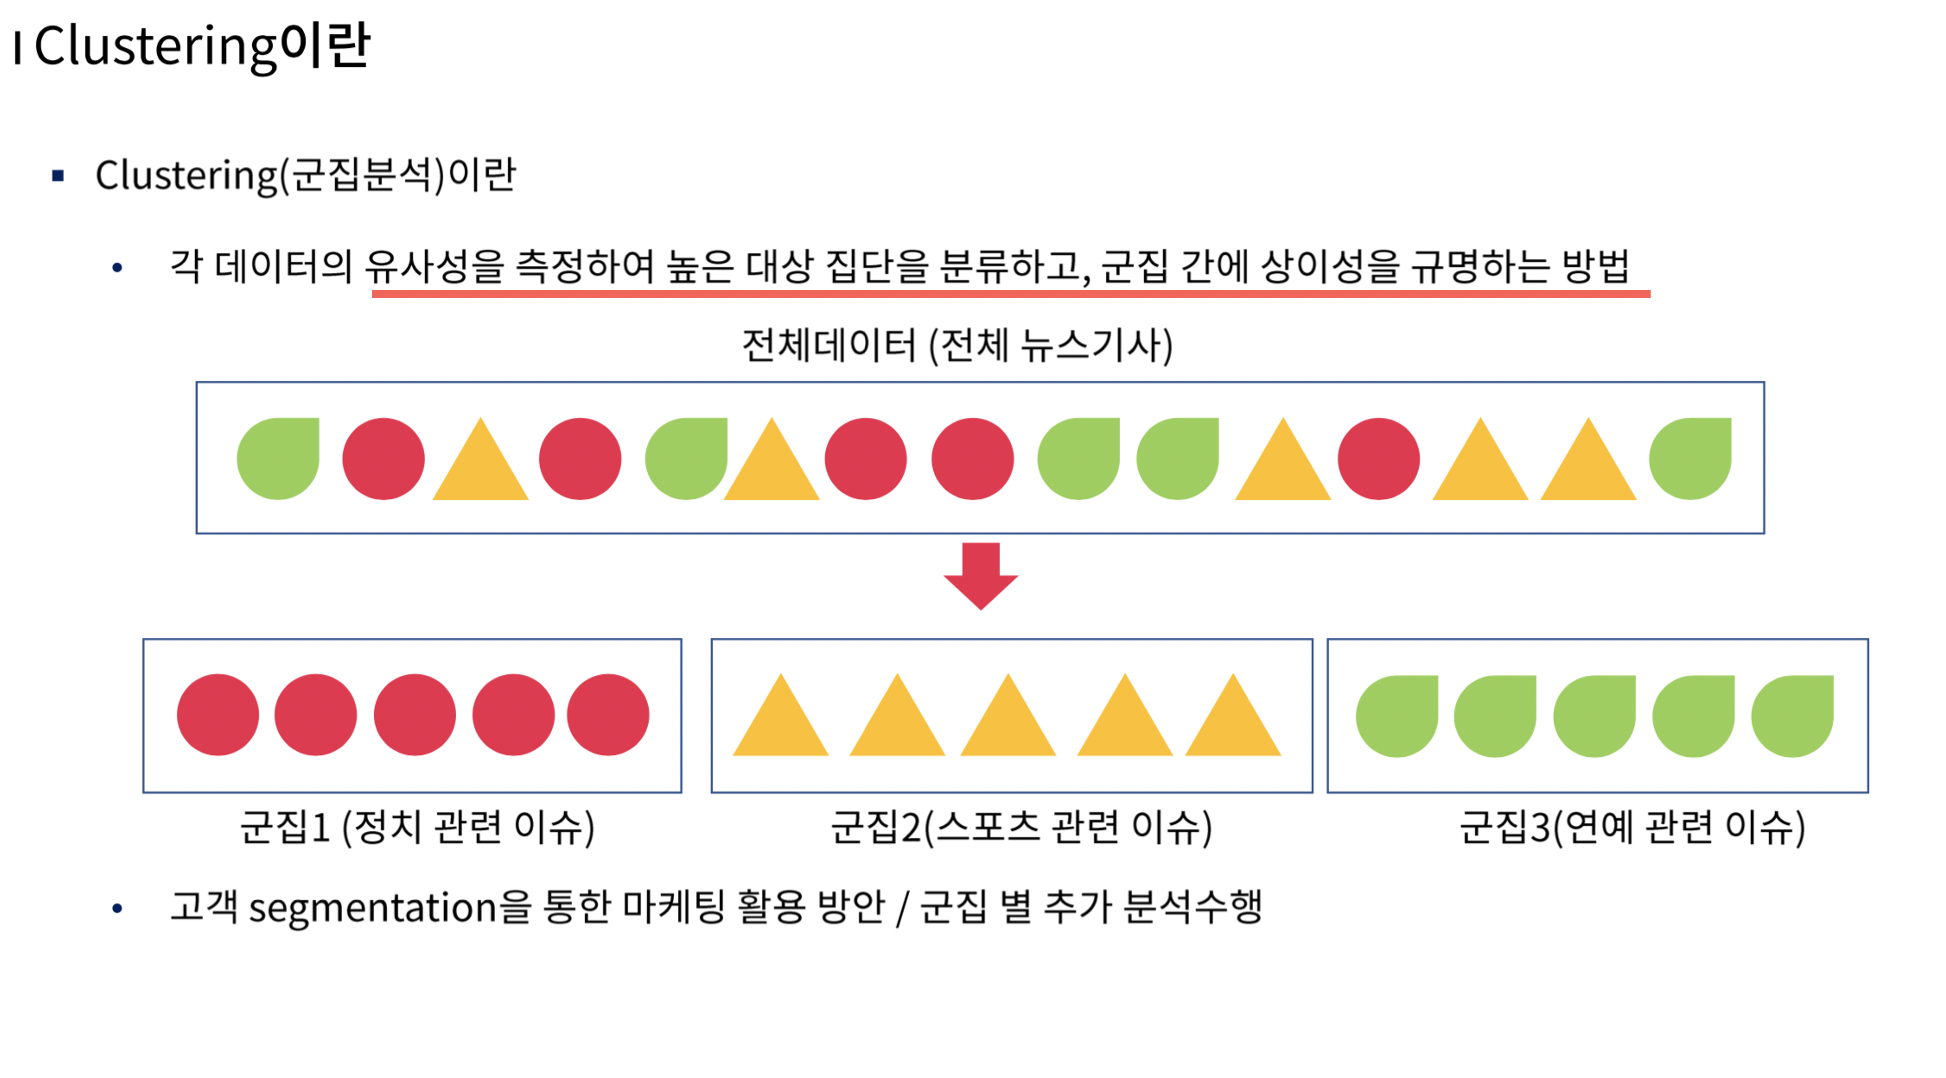 I Clustering이란
Clustering(군집분석)이란
각 데이터의 유사성을 측정하여 높은 대상 집단을 분류하고, 군집 간에 상이성을 규명하는 방법
전체데이터 (전체 뉴스기사)
군집1 (정치 관련 이슈)
군집2(스포츠 관련 이슈)
군집3(연예 관련 이슈)
고객 segmentation을 통한 마케팅 활용 방안 / 군집 별 추가 분석수행